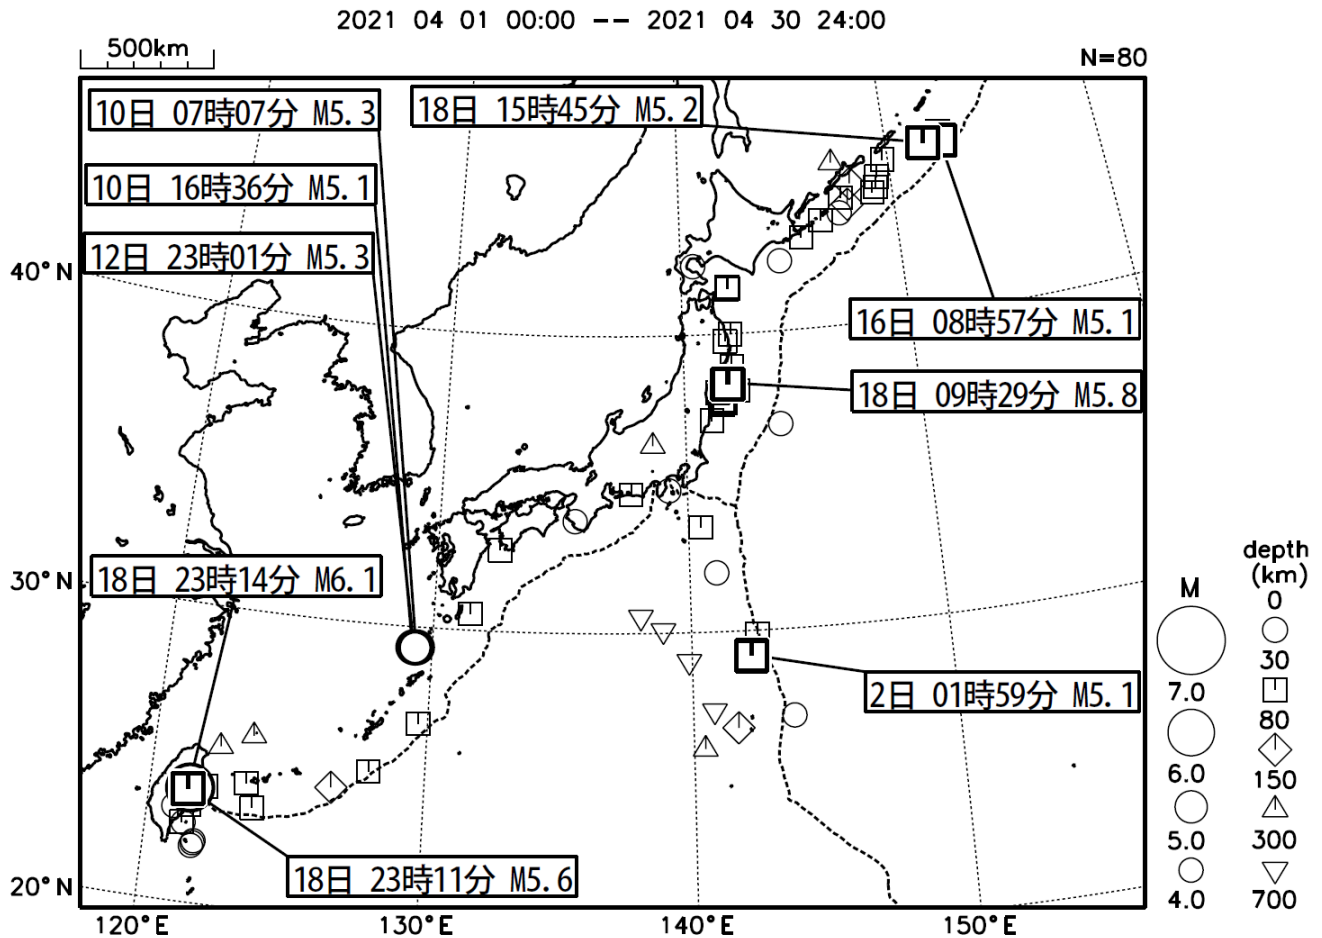 2021 04 01 00:00 -- 2021 04 30 24:00
500km
N=80
10日 07時07分 M5.3
18日 15時45分 M5.2
10日 16時36分 M5.1
12日 23時01分 M5.3
40°N
16日 08時57分 M5.1
18日 09時29分 M5.8
18日 23時14分 M6.1
30°N
2日 01時59分 M5.1
18日 23時11分 M5.6
20°N
120°E
130°E
140°E
150°E
M
7.0
6.0
5.0
4.0
depth
(km)
0
30
80
150
300
700